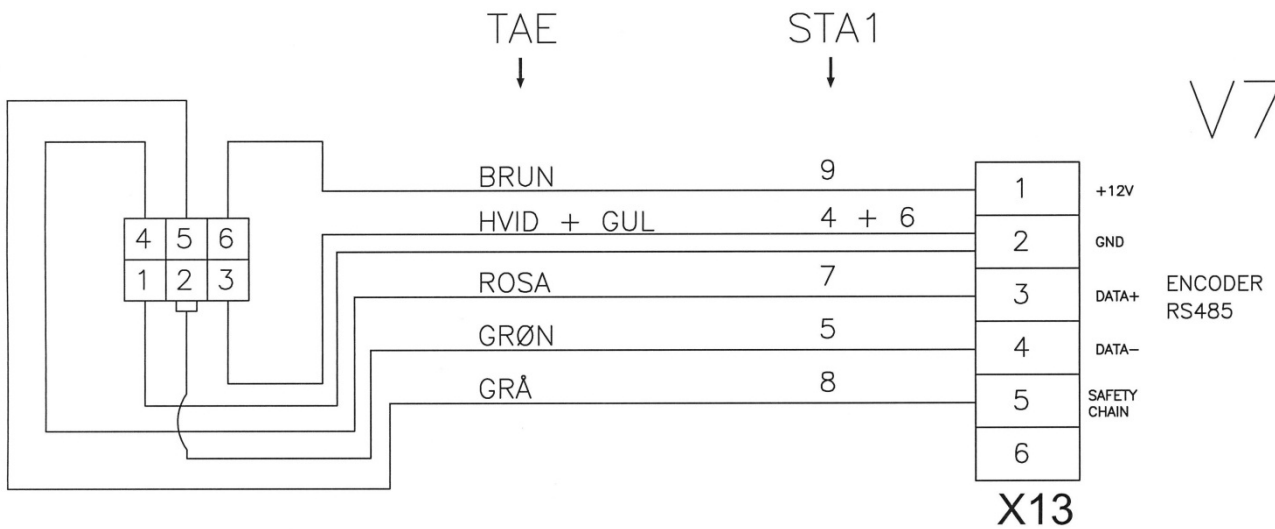 TAE STA1
V7
BRUN 9 1 +12V
HVID + GUL 4 + 6 2 GND
4 5 6
1 2 3
ROSA 7 3 DATA+
ENCODER
RS485
GRØN 5 4 DATA-
GRÅ 8 5 SAFETY
CHAIN
6
X13